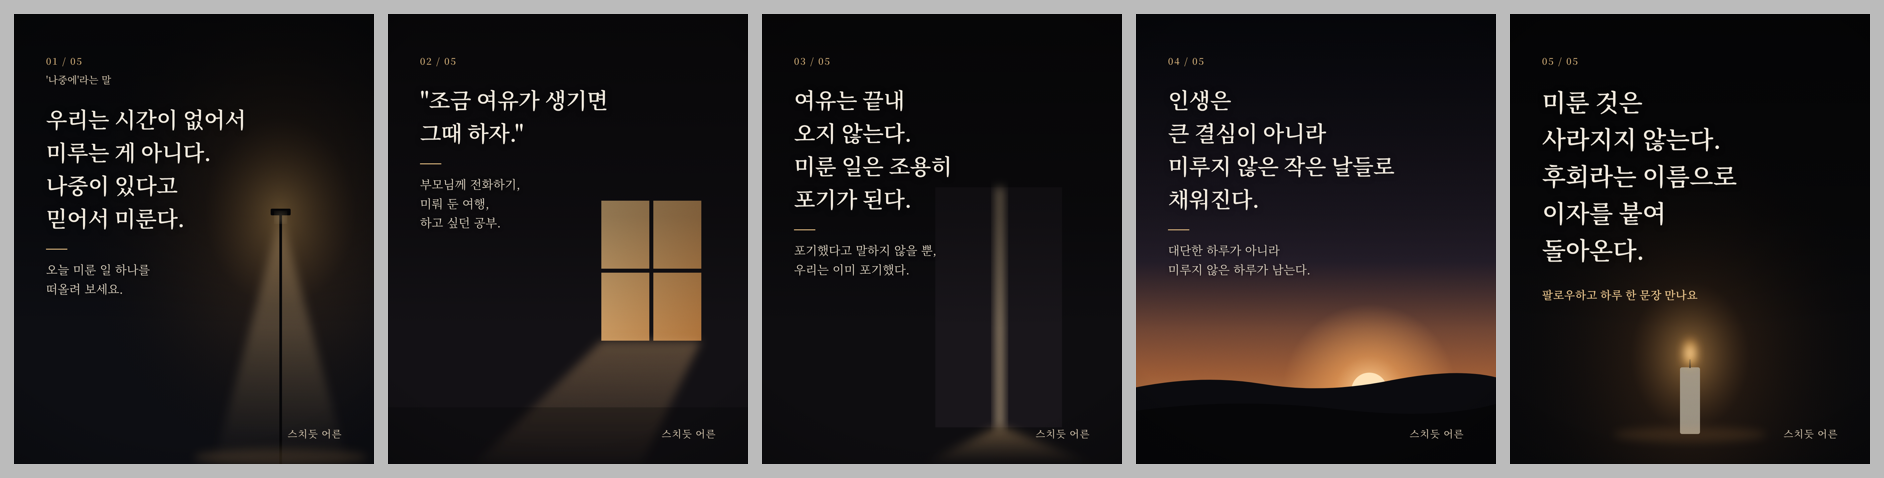 01 / 05
'나중에'라는 말
우리는 시간이 없어서
미루는 게 아니다.
나중이 있다고
믿어서 미룬다.
오늘 미룬 일 하나를
떠올려 보세요.
스치듯 어른
02 / 05
"조금 여유가 생기면
그때 하자."
부모님께 전화하기,
미뤄 둔 여행,
하고 싶던 공부.
스치듯 어른
03 / 05
여유는 끝내
오지 않는다.
미룬 일은 조용히
포기가 된다.
포기했다고 말하지 않을 뿐,
우리는 이미 포기했다.
스치듯 어른
04 / 05
인생은
큰 결심이 아니라
미루지 않은 작은 날들로
채워진다.
대단한 하루가 아니라
미루지 않은 하루가 남는다.
스치듯 어른
05 / 05
미룬 것은
사라지지 않는다.
후회라는 이름으로
이자를 붙여
돌아온다.
팔로우하고 하루 한 문장 만나요
스치듯 어른